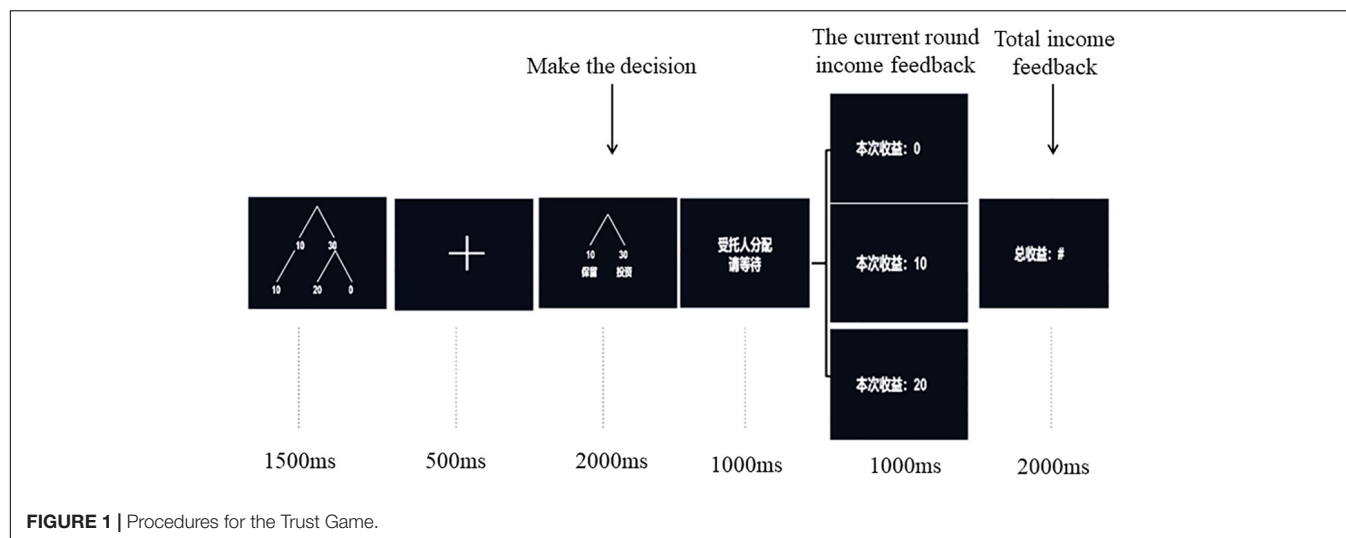 Make the decision
The current round
income feedback
Total income
feedback
10 30
10 20 0
10 30
保留 投资
受托人分配
请等待
本次收益：0
本次收益：10
本次收益：20
总收益：#
1500ms
500ms
2000ms
1000ms
1000ms
2000ms
FIGURE 1 | Procedures for the Trust Game.